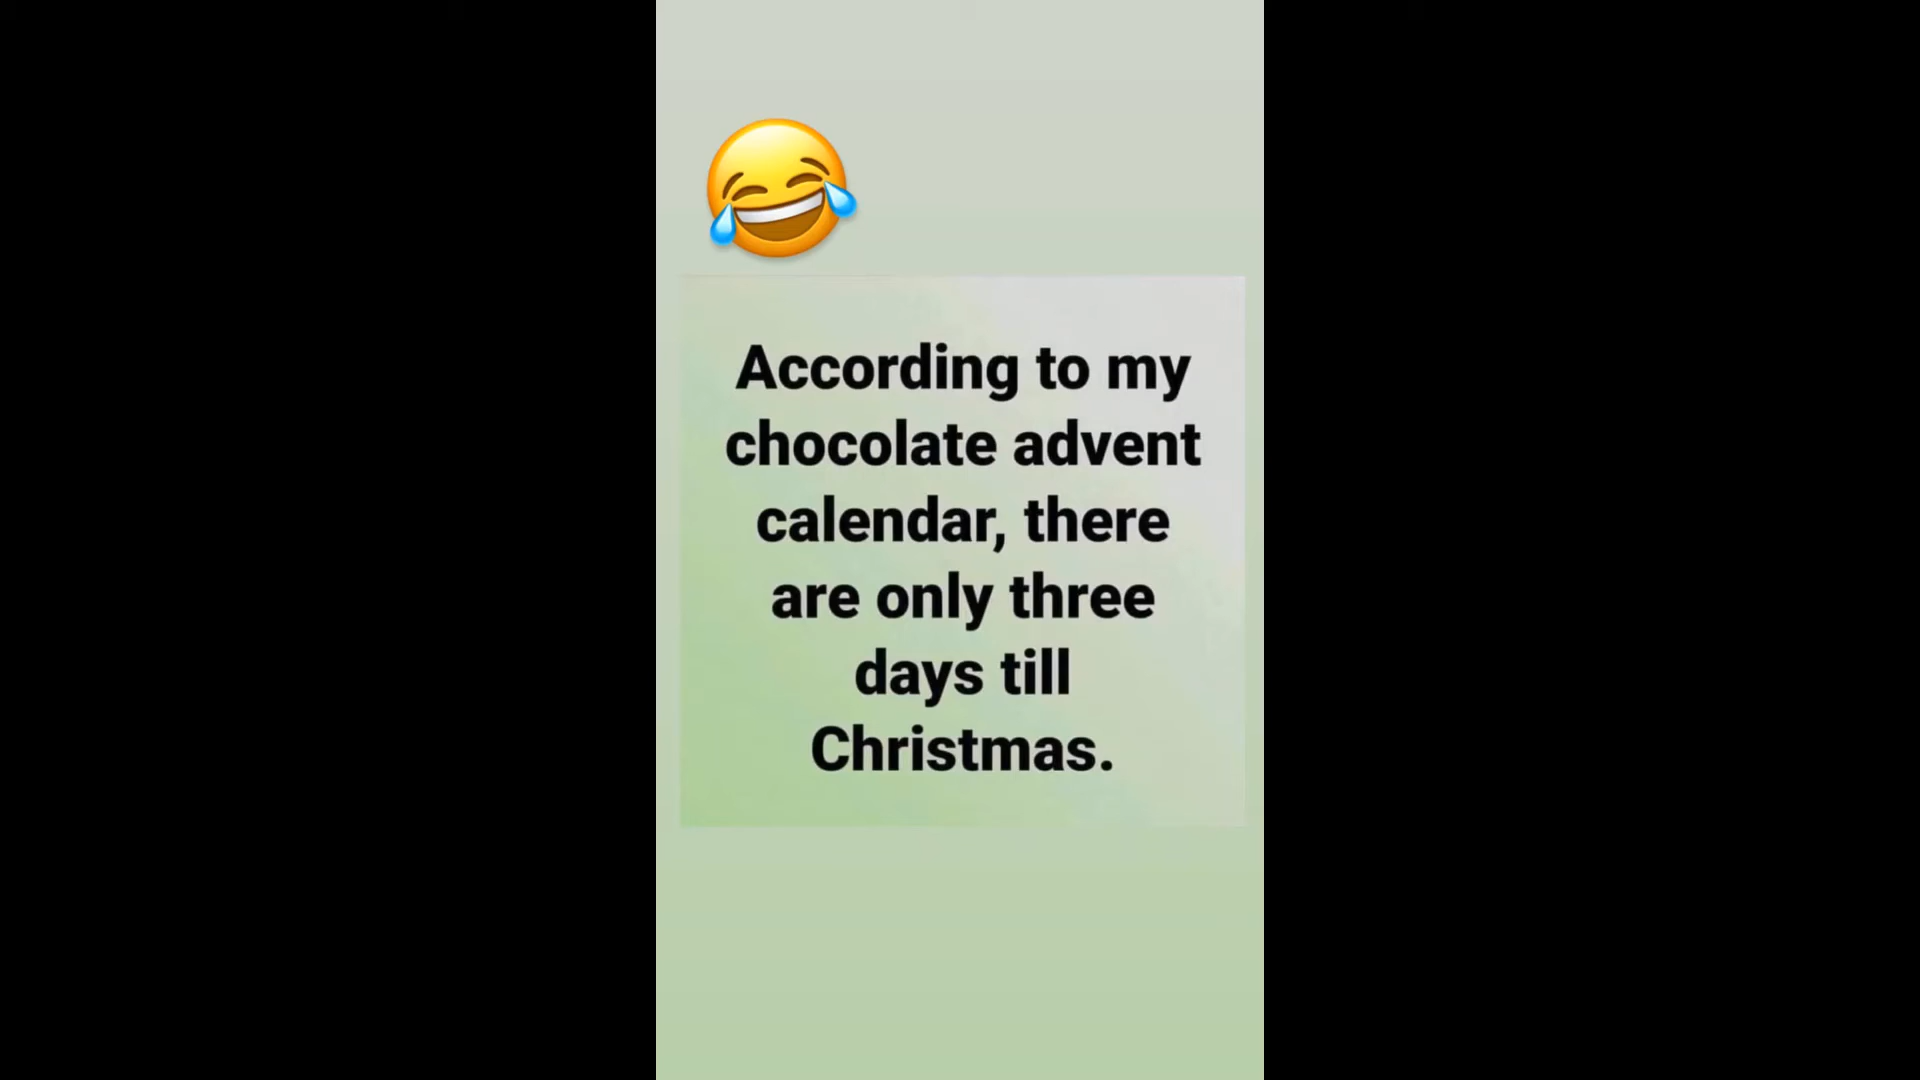 According to my
chocolate advent
calendar, there
are only three
days till
Christmas.